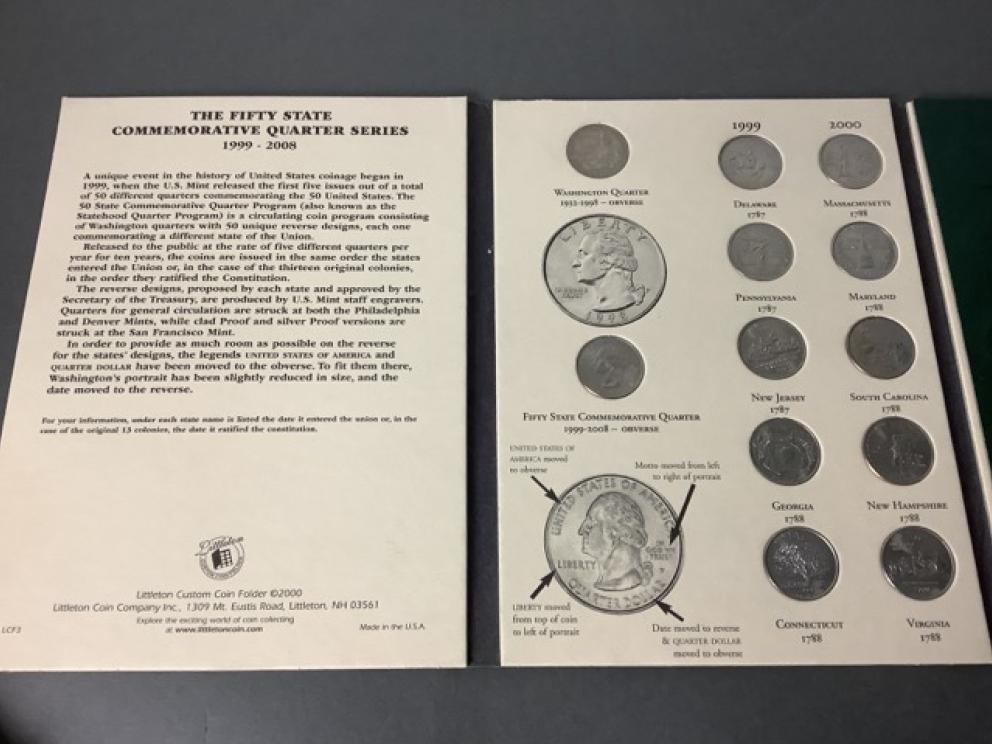 THE FIFTY STATE
COMMEMORATIVE QUARTER SERIES
1999 - 2008
A unique event in the history of United States coinage began in
1999, when the U.S. Mint released the first five issues out of a total
of 50 different quarters commemorating the 50 United States. The
50 State Commemorative Quarter Program (also known as the
Statehood Quarter Program) is a circulating coin program consisting
of Washington quarters with 50 unique reverse designs, each one
commemorating a different state of the Union.
Released to the public at the rate of five different quarters per
year for ten years, the coins are issued in the same order the states
entered the Union or, in the case of the thirteen original colonies,
in the order they ratified the Constitution.
The reverse designs, proposed by each state and approved by the
Secretary of the Treasury, are produced by U.S. Mint staff engravers.
Quarters for general circulation are struck at both the Philadelphia
and Denver Mints, while clad Proof and silver Proof versions are
struck at the San Francisco Mint.
In order to provide as much room as possible on the reverse
for the states' designs, the legends UNITED STATES OF AMERICA and
QUARTER DOLLAR have been moved to the obverse. To fit them there,
Washington's portrait has been slightly reduced in size, and the
date moved to the reverse.
For your information, under each state name is listed the date it entered the union or, in the
case of the original 13 colonies, the date it ratified the constitution.
Littleton
Littleton Custom Coin Folder ©2000
Littleton Coin Company Inc., 1309 Mt. Eustis Road, Littleton, NH 03561
Explore the exciting world of coin collecting
at www.littletoncoin.com
LCF3
Made in the U.S.A.
WASHINGTON QUARTER
1932-1998 – OBVERSE
LIBERTY
FIFTY STATE COMMEMORATIVE QUARTER
1999-2008 – OBVERSE
UNITED STATES OF
AMERICA moved
to obverse
Motto moved from left
to right of portrait
UNITED STATES OF AMERICA
LIBERTY
IN
GOD WE
TRUST
P
QUARTER DOLLAR
LIBERTY moved
from top of coin
to left of portrait
Date moved to reverse
& QUARTER DOLLAR
moved to obverse
1999
DELAWARE
1787
PENNSYLVANIA
1787
NEW JERSEY
1787
GEORGIA
1788
CONNECTICUT
1788
2000
MASSACHUSETTS
1788
MARYLAND
1788
SOUTH CAROLINA
1788
NEW HAMPSHIRE
1788
VIRGINIA
1788